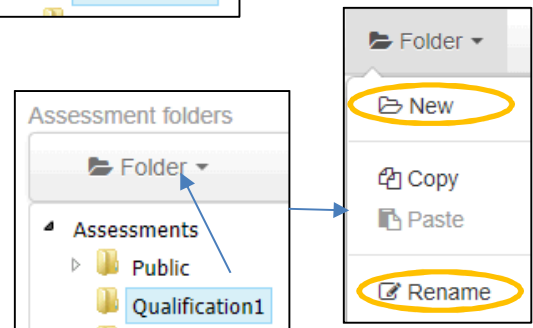 Assessment folders
Folder
Assessments
Public
Qualification1
Folder
New
Copy
Paste
Rename